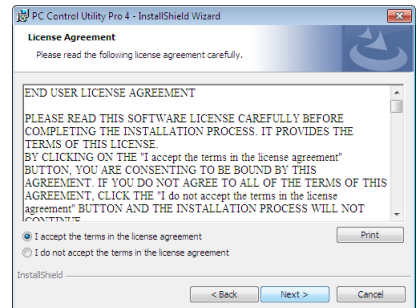 PC Control Utility Pro 4 - InstallShield Wizard
License Agreement
Please read the following license agreement carefully.
END USER LICENSE AGREEMENT
PLEASE READ THIS SOFTWARE LICENSE CAREFULLY BEFORE
COMPLETING THE INSTALLATION PROCESS. IT PROVIDES THE
TERMS OF THIS LICENSE.
BY CLICKING ON THE "I accept the terms in the license agreement"
BUTTON, YOU ARE CONSENTING TO BE BOUND BY THIS
AGREEMENT. IF YOU DO NOT AGREE TO ALL OF THE TERMS OF THIS
AGREEMENT, CLICK THE "I do not accept the terms in the license
agreement" BUTTON AND THE INSTALLATION PROCESS WILL NOT
CONTINUE
I accept the terms in the license agreement
Print
I do not accept the terms in the license agreement
InstallShield
< Back
Next >
Cancel